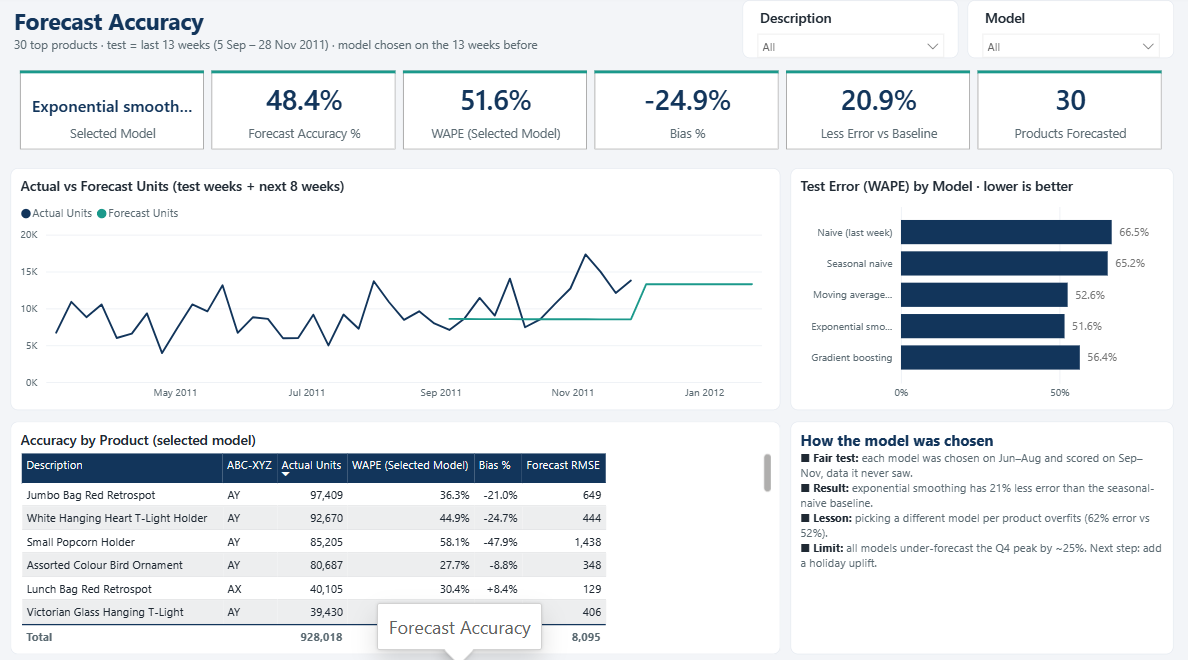 Forecast Accuracy
30 top products · test = last 13 weeks (5 Sep – 28 Nov 2011) · model chosen on the 13 weeks before
Description
All
Model
All
Exponential smooth...
Selected Model
48.4%
Forecast Accuracy %
51.6%
WAPE (Selected Model)
-24.9%
Bias %
20.9%
Less Error vs Baseline
30
Products Forecasted
Actual vs Forecast Units (test weeks + next 8 weeks)
Actual Units Forecast Units
20K
15K
10K
5K
0K
May 2011 Jul 2011 Sep 2011 Nov 2011 Jan 2012
Test Error (WAPE) by Model · lower is better
Naive (last week) 66.5%
Seasonal naive 65.2%
Moving average... 52.6%
Exponential smo... 51.6%
Gradient boosting 56.4%
0% 50%
Accuracy by Product (selected model)
Description ABC-XYZ Actual Units WAPE (Selected Model) Bias % Forecast RMSE
Jumbo Bag Red Retrospot AY 97,409 36.3% -21.0% 649
White Hanging Heart T-Light Holder AY 92,670 44.9% -24.7% 444
Small Popcorn Holder AY 85,205 58.1% -47.9% 1,438
Assorted Colour Bird Ornament AY 80,687 27.7% -8.8% 348
Lunch Bag Red Retrospot AX 40,105 30.4% +8.4% 129
Victorian Glass Hanging T-Light AY 39,430 406
Total 928,018 8,095
Forecast Accuracy
How the model was chosen
■ Fair test: each model was chosen on Jun–Aug and scored on Sep–
Nov, data it never saw.
■ Result: exponential smoothing has 21% less error than the seasonal-
naive baseline.
■ Lesson: picking a different model per product overfits (62% error vs
52%).
■ Limit: all models under-forecast the Q4 peak by ~25%. Next step: add
a holiday uplift.